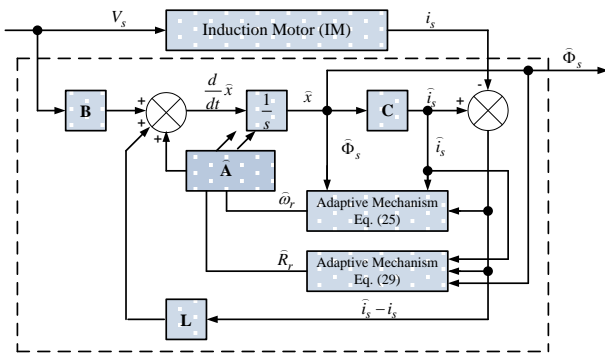 V_s
Induction Motor (IM)
i_s
Φ̂_s
B
+
+
+
d/dt x̂
1/s
x̂
C
î_s
+
-
Φ̂_s
î_s
Â
ω̂_r
Adaptive Mechanism
Eq. (25)
R̂_r
Adaptive Mechanism
Eq. (29)
L
î_s – i_s